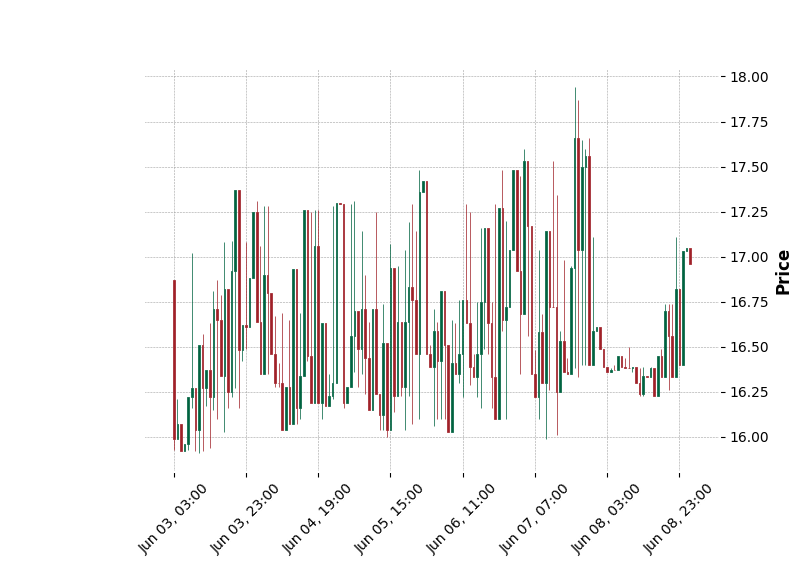 18.00
17.75
17.50
17.25
17.00
16.75
16.50
16.25
16.00
Price
Jun 03, 03:00
Jun 03, 23:00
Jun 04, 19:00
Jun 05, 15:00
Jun 06, 11:00
Jun 07, 07:00
Jun 08, 03:00
Jun 08, 23:00